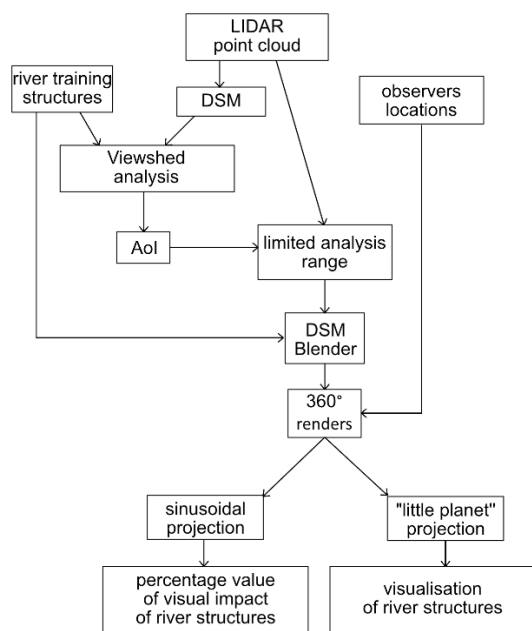 LIDAR
point cloud
river training
structures
DSM
observers
locations
Viewshed
analysis
AoI
limited analysis
range
DSM
Blender
360°
renders
sinusoidal
projection
"little planet"
projection
percentage value
of visual impact
of river structures
visualisation
of river structures